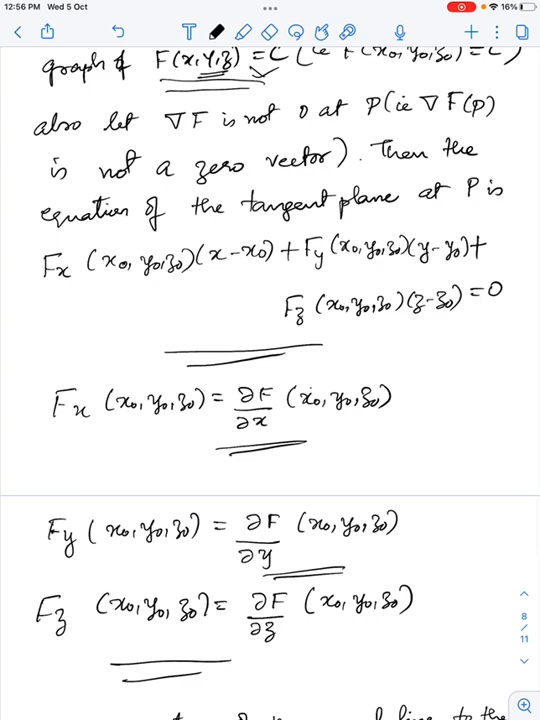 12:56 PM Wed 5 Oct
16%
graph of F(x,y,z) = C (ie F(x0,y0,z0) = C)
also let ∇F is not 0 at P (ie ∇F(P)
is not a zero vector). Then the
equation of the tangent plane at P is
Fx (x0,y0,z0)(x-x0) + Fy (x0,y0,z0)(y-y0) +
Fz (x0,y0,z0)(z-z0) = 0
Fx (x0,y0,z0) = ∂F/∂x (x0,y0,z0)
Fy (x0,y0,z0) = ∂F/∂y (x0,y0,z0)
8
/
11
Fz (x0,y0,z0) = ∂F/∂z (x0,y0,z0)
line to the